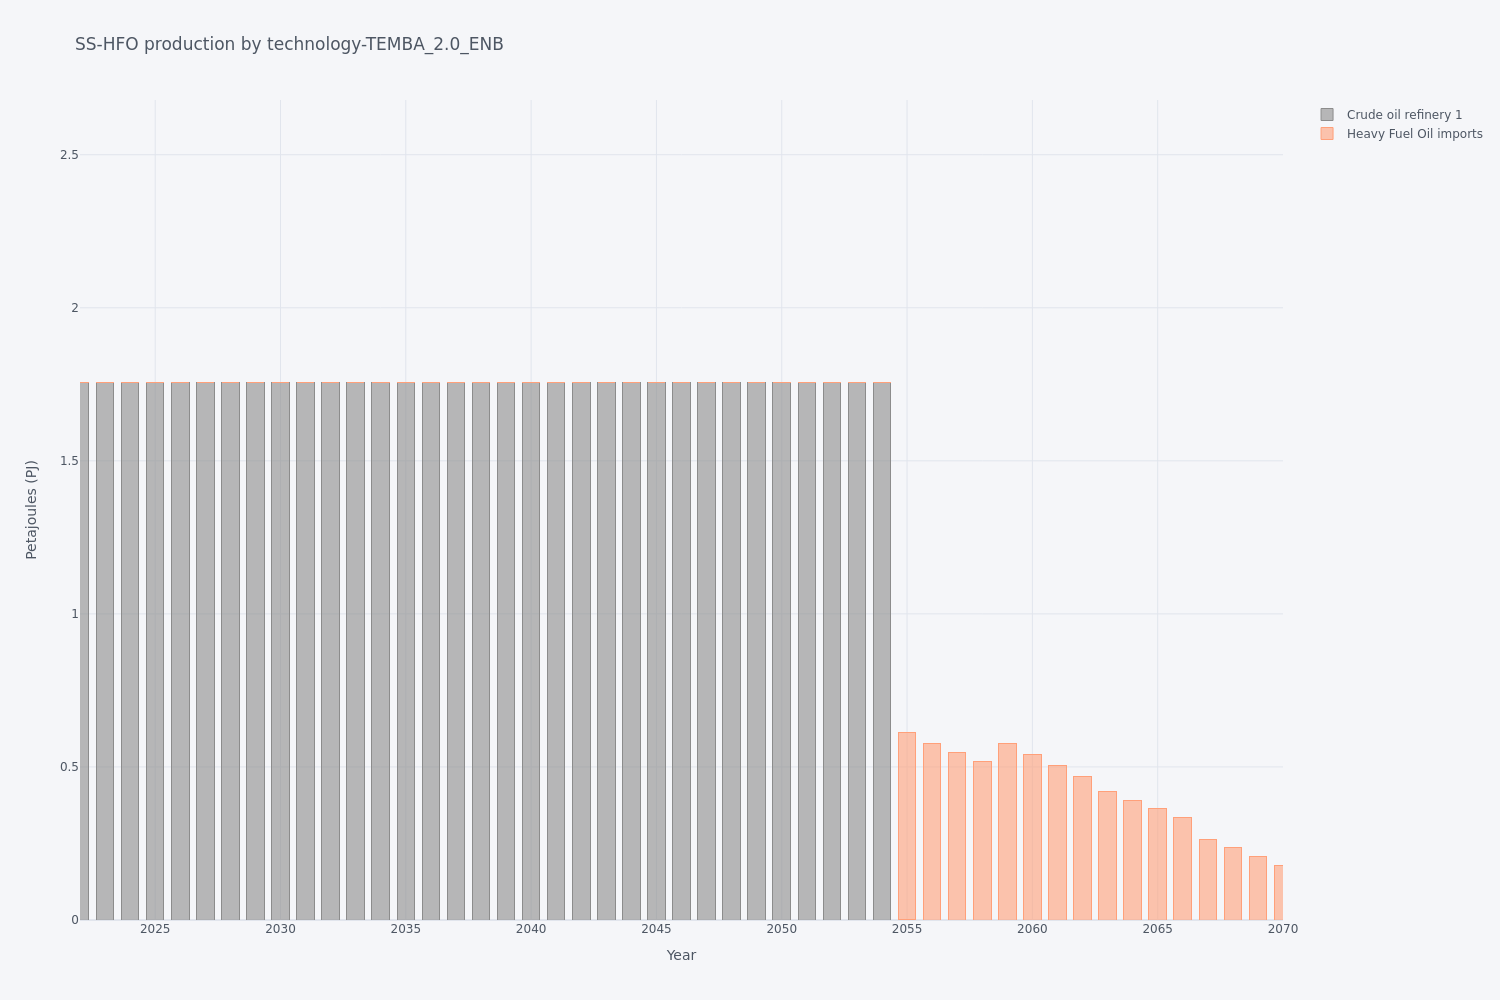 SS-HFO production by technology-TEMBA_2.0_ENB
Crude oil refinery 1
Heavy Fuel Oil imports
2.5
2
1.5
1
0.5
0
Petajoules (PJ)
2025 2030 2035 2040 2045 2050 2055 2060 2065 2070
Year